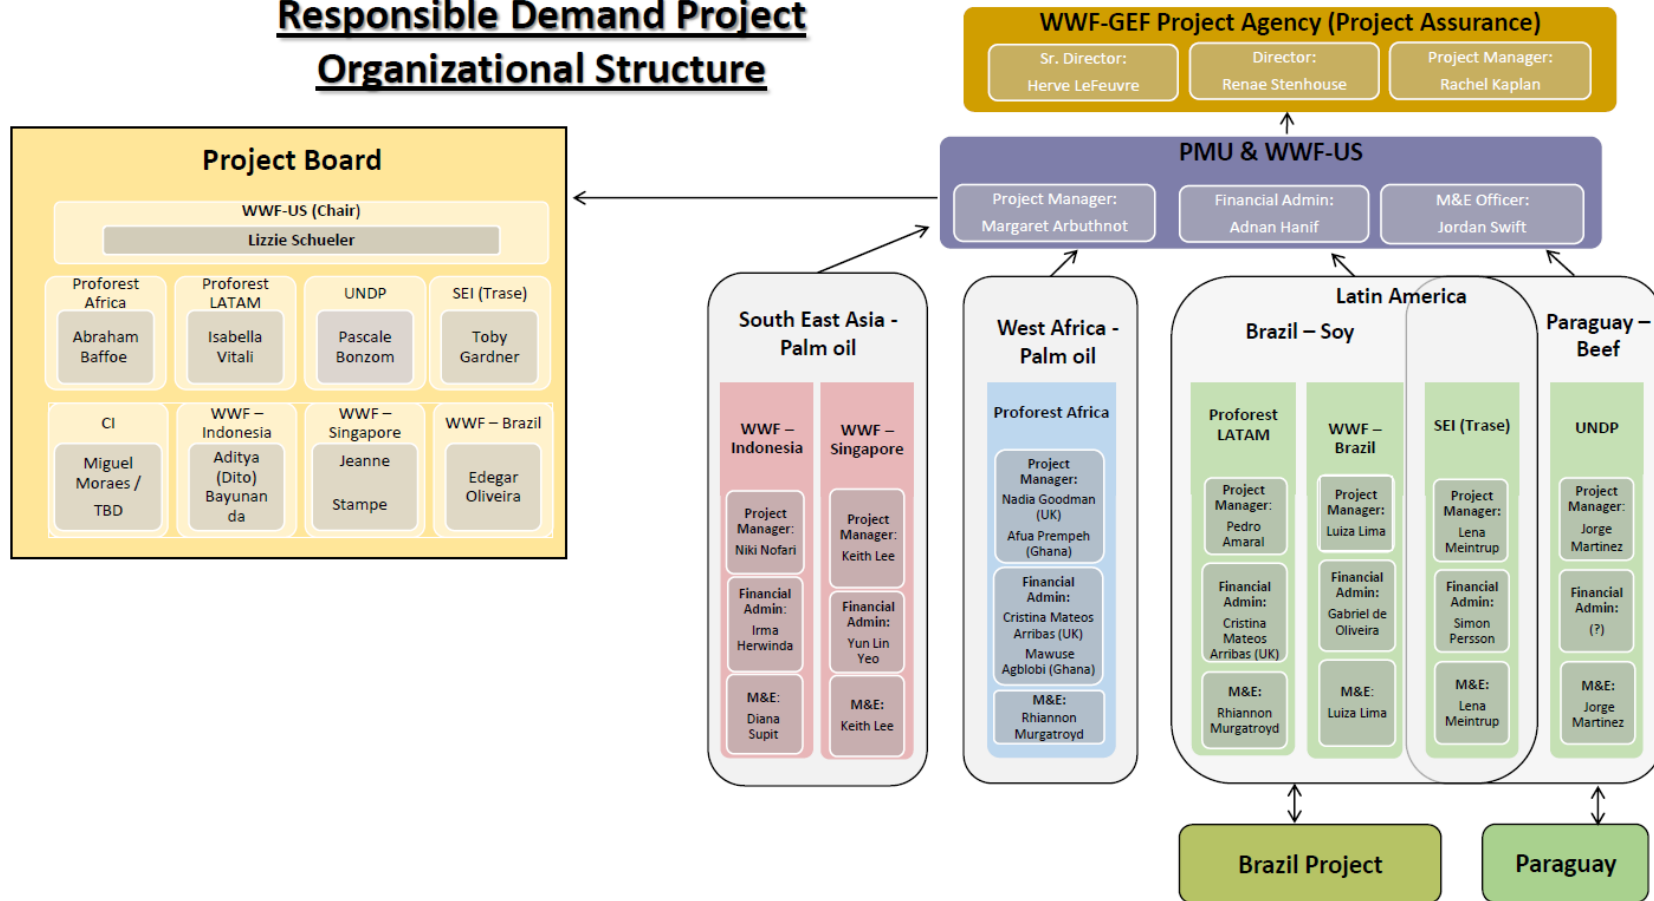 Responsible Demand Project
Organizational Structure
WWF-GEF Project Agency (Project Assurance)
Sr. Director:
Herve LeFeuvre
Director:
Renae Stenhouse
Project Manager:
Rachel Kaplan
PMU & WWF-US
Project Manager:
Margaret Arbuthnot
Financial Admin:
Adnan Hanif
M&E Officer:
Jordan Swift
Project Board
WWF-US (Chair)
Lizzie Schueler
Proforest
Africa
Abraham
Baffoe
Proforest
LATAM
Isabella
Vitali
UNDP
Pascale
Bonzom
SEI (Trase)
Toby
Gardner
CI
Miguel
Moraes /
TBD
WWF –
Indonesia
Aditya
(Dito)
Bayunan
da
WWF –
Singapore
Jeanne
Stampe
WWF – Brazil
Edegar
Oliveira
South East Asia -
Palm oil
WWF –
Indonesia
Project
Manager:
Niki Nofari
Financial
Admin:
Irma
Herwinda
M&E:
Diana
Supit
WWF –
Singapore
Project
Manager:
Keith Lee
Financial
Admin:
Yun Lin
Yeo
M&E:
Keith Lee
West Africa -
Palm oil
Proforest Africa
Project
Manager:
Nadia Goodman
(UK)
Afua Prempeh
(Ghana)
Financial
Admin:
Cristina Mateos
Arribas (UK)
Mawuse
Agblobi (Ghana)
M&E:
Rhiannon
Murgatroyd
Latin America
Brazil – Soy
Proforest
LATAM
Project
Manager:
Pedro
Amaral
Financial
Admin:
Cristina
Mateos
Arribas (UK)
M&E:
Rhiannon
Murgatroyd
WWF –
Brazil
Project
Manager:
Luiza Lima
Financial
Admin:
Gabriel de
Oliveira
M&E:
Luiza Lima
SEI (Trase)
Project
Manager:
Lena
Meintrup
Financial
Admin:
Simon
Persson
M&E:
Lena
Meintrup
Paraguay –
Beef
UNDP
Project
Manager:
Jorge
Martinez
Financial
Admin:
(?)
M&E:
Jorge
Martinez
Brazil Project
Paraguay